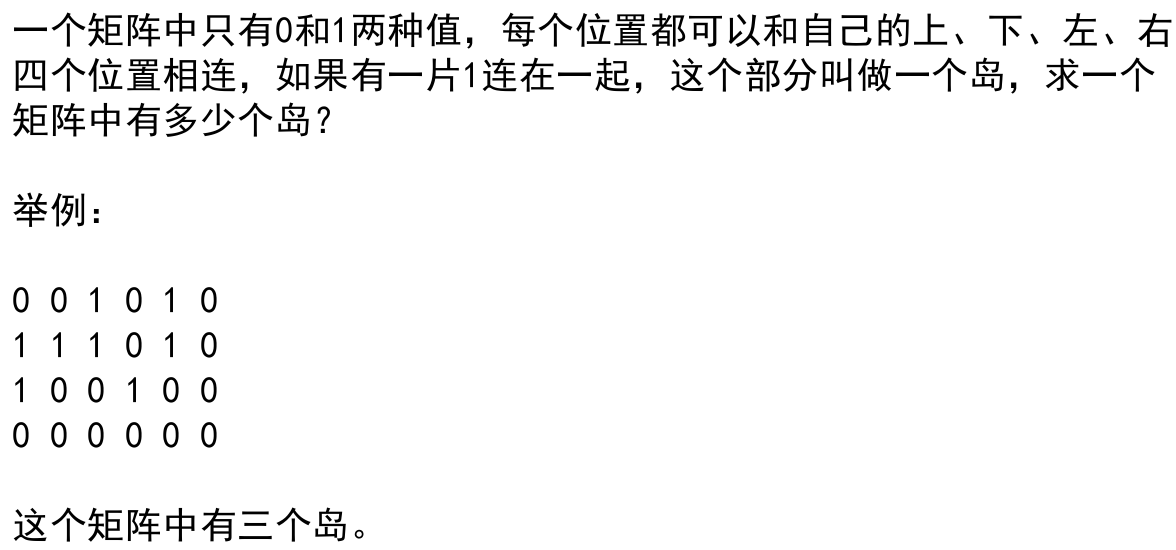 一个矩阵中只有0和1两种值，每个位置都可以和自己的上、下、左、右
四个位置相连，如果有一片1连在一起，这个部分叫做一个岛，求一个
矩阵中有多少个岛？
举例：
0 0 1 0 1 0
1 1 1 0 1 0
1 0 0 1 0 0
0 0 0 0 0 0
这个矩阵中有三个岛。